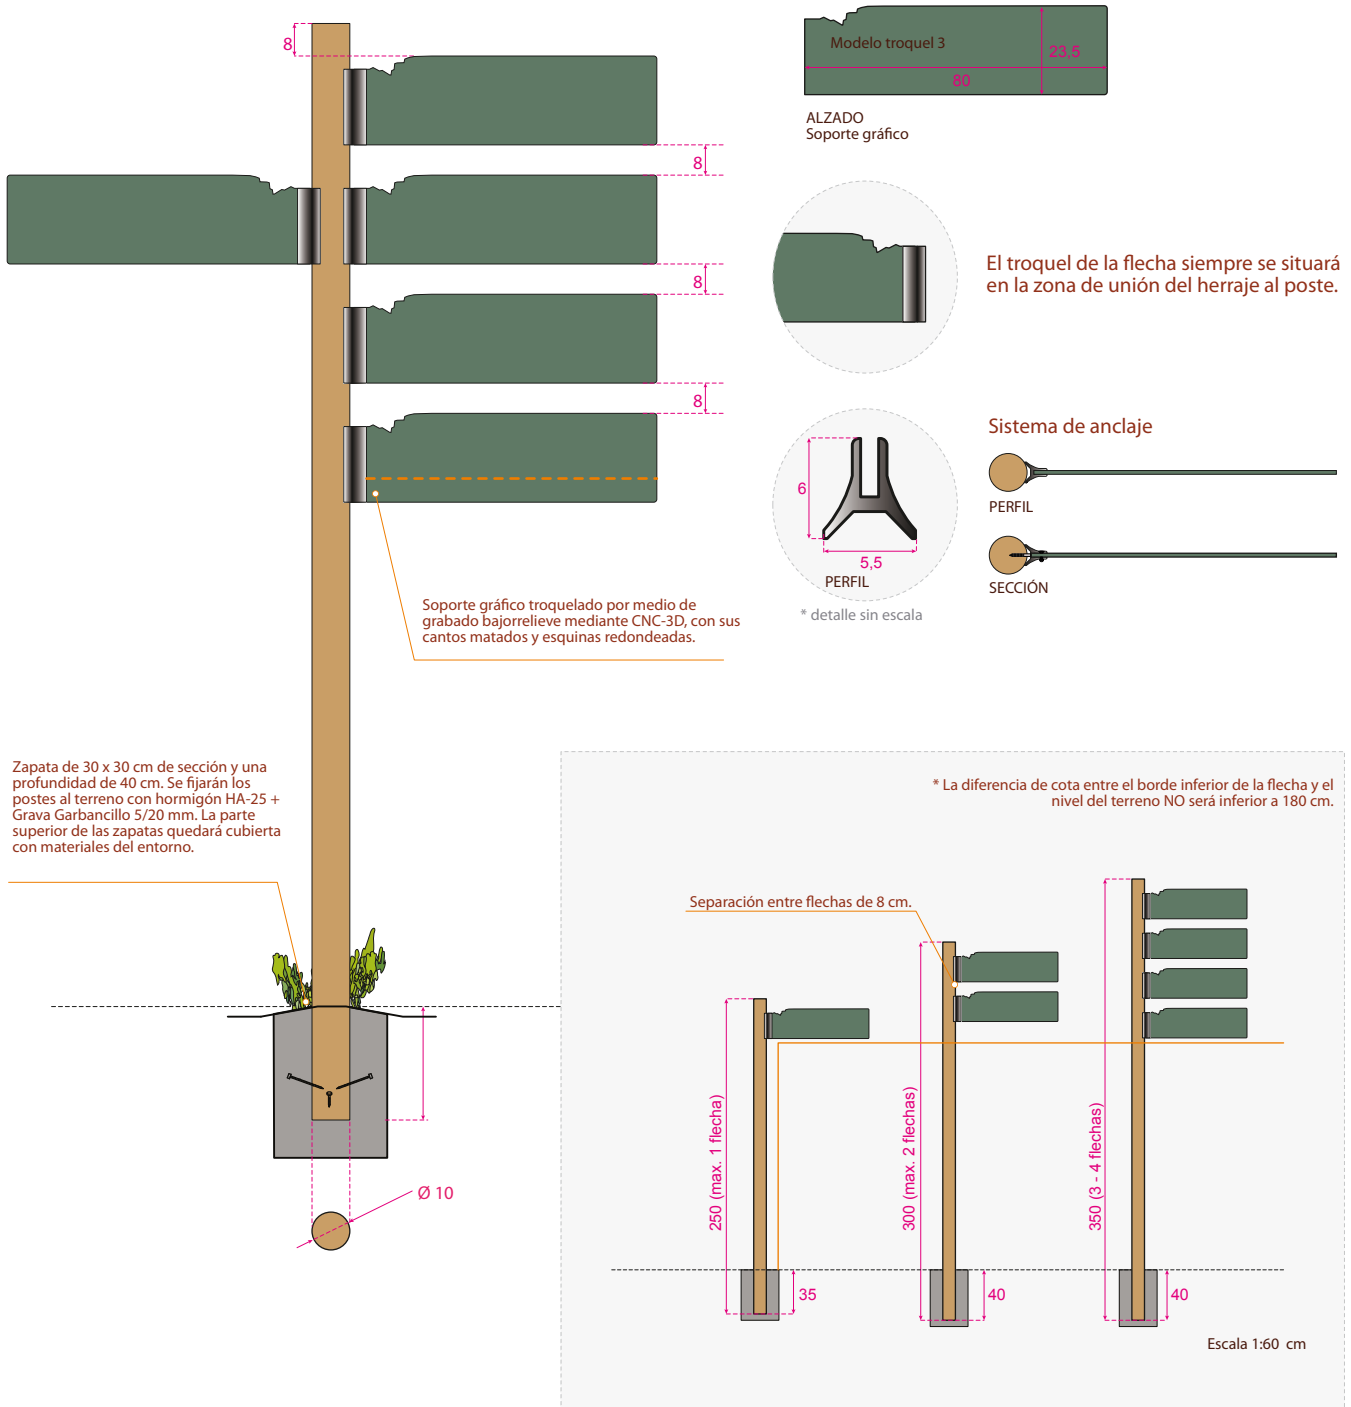 8
Modelo troquel 3
23,5
80
ALZADO
Soporte gráfico
8
El troquel de la flecha siempre se situará
en la zona de unión del herraje al poste.
8
8
Sistema de anclaje
6
5,5
PERFIL
* detalle sin escala
PERFIL
SECCIÓN
Soporte gráfico troquelado por medio de
grabado bajorrelieve mediante CNC-3D, con sus
cantos matados y esquinas redondeadas.
Zapata de 30 x 30 cm de sección y una
profundidad de 40 cm. Se fijarán los
postes al terreno con hormigón HA-25 +
Grava Garbancillo 5/20 mm. La parte
superior de las zapatas quedará cubierta
con materiales del entorno.
Ø 10
* La diferencia de cota entre el borde inferior de la flecha y el
nivel del terreno NO será inferior a 180 cm.
Separación entre flechas de 8 cm.
250 (max. 1 flecha)
300 (max. 2 flechas)
350 (3 - 4 flechas)
35
40
40
Escala 1:60 cm